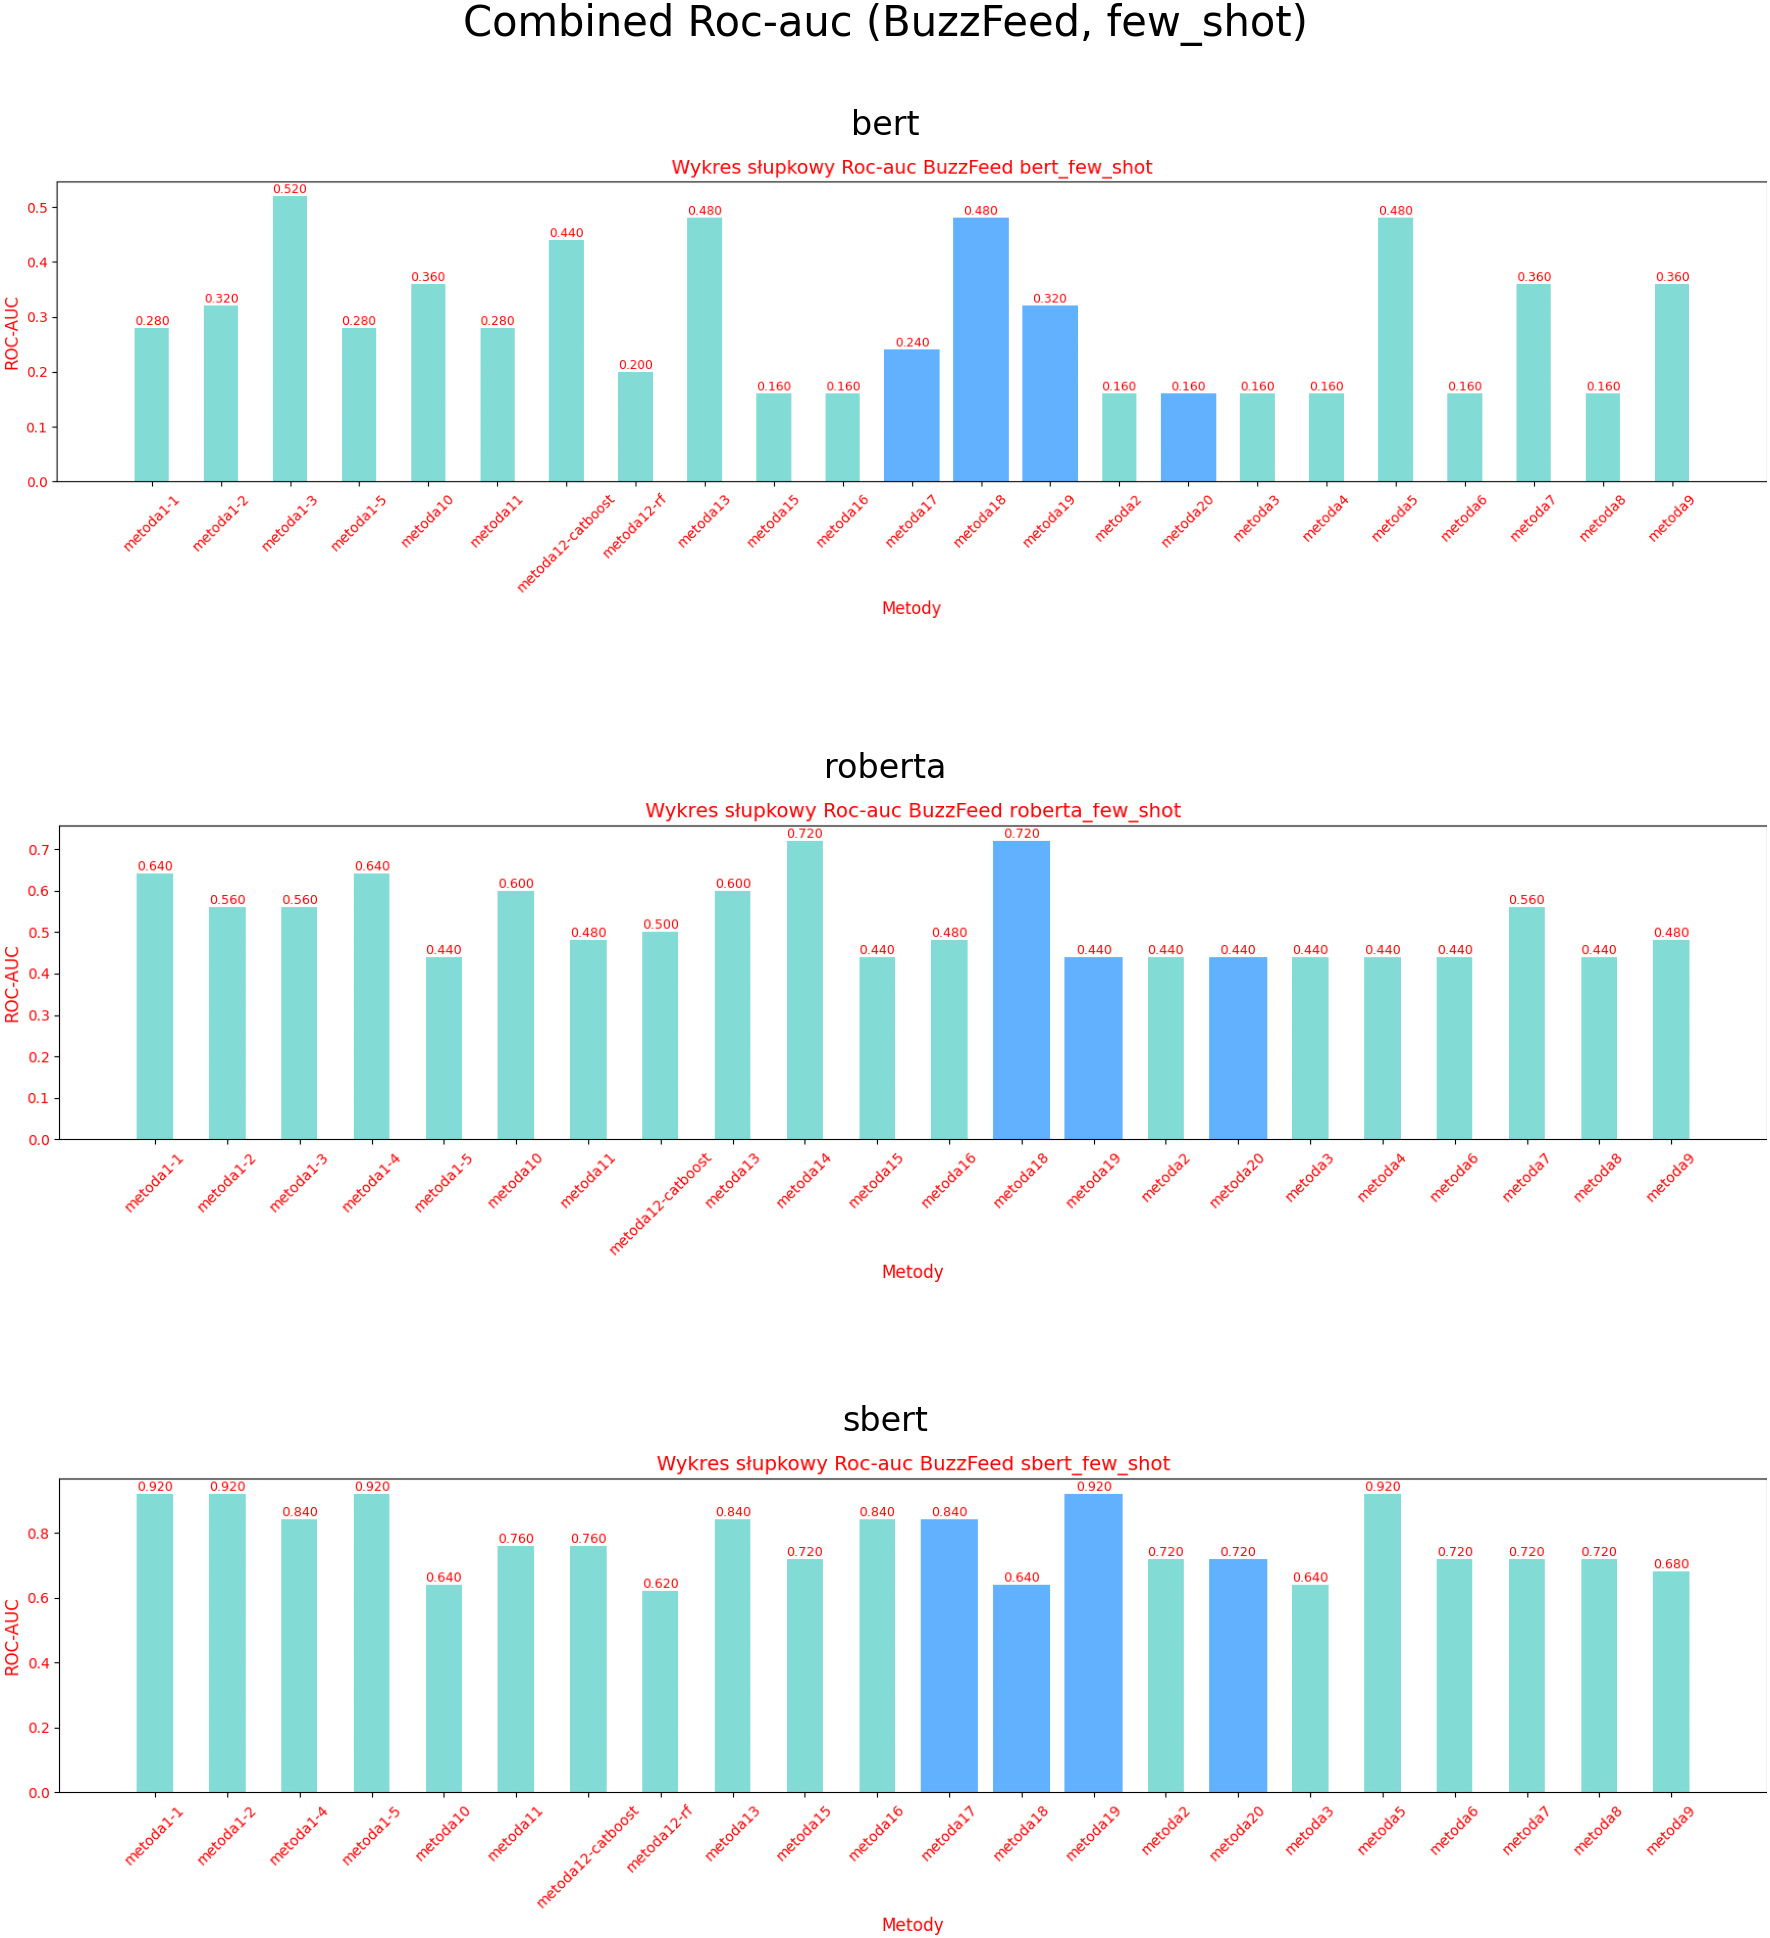 Combined Roc-auc (BuzzFeed, few_shot)
bert
Wykres słupkowy Roc-auc BuzzFeed bert_few_shot
ROC-AUC
0.5
0.4
0.3
0.2
0.1
0.0
0.280 0.320 0.520 0.280 0.360 0.280 0.440 0.200 0.480 0.160 0.160 0.240 0.480 0.320 0.160 0.160 0.160 0.160 0.480 0.160 0.360 0.160 0.360
metoda1-1 metoda1-2 metoda1-3 metoda1-5 metoda10 metoda11 metoda12-catboost metoda12-rf metoda13 metoda15 metoda16 metoda17 metoda18 metoda19 metoda2 metoda20 metoda3 metoda4 metoda5 metoda6 metoda7 metoda8 metoda9
Metody
roberta
Wykres słupkowy Roc-auc BuzzFeed roberta_few_shot
ROC-AUC
0.7
0.6
0.5
0.4
0.3
0.2
0.1
0.0
0.640 0.560 0.560 0.640 0.440 0.600 0.480 0.500 0.600 0.720 0.440 0.480 0.720 0.440 0.440 0.440 0.440 0.440 0.440 0.560 0.440 0.480
metoda1-1 metoda1-2 metoda1-3 metoda1-4 metoda1-5 metoda10 metoda11 metoda12-catboost metoda13 metoda14 metoda15 metoda16 metoda18 metoda19 metoda2 metoda20 metoda3 metoda4 metoda6 metoda7 metoda8 metoda9
Metody
sbert
Wykres słupkowy Roc-auc BuzzFeed sbert_few_shot
ROC-AUC
0.8
0.6
0.4
0.2
0.0
0.920 0.920 0.840 0.920 0.640 0.760 0.760 0.620 0.840 0.720 0.840 0.840 0.640 0.920 0.720 0.720 0.640 0.920 0.720 0.720 0.720 0.680
metoda1-1 metoda1-2 metoda1-4 metoda1-5 metoda10 metoda11 metoda12-catboost metoda12-rf metoda13 metoda15 metoda16 metoda17 metoda18 metoda19 metoda2 metoda20 metoda3 metoda5 metoda6 metoda7 metoda8 metoda9
Metody